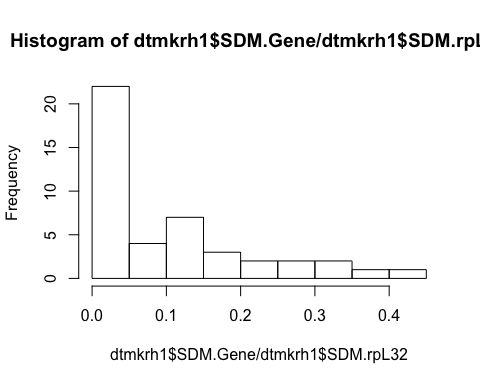 Histogram of dtmkrh1$SDM.Gene/dtmkrh1$SDM.rpL
Frequency
20
15
10
5
0
0.0 0.1 0.2 0.3 0.4
dtmkrh1$SDM.Gene/dtmkrh1$SDM.rpL32